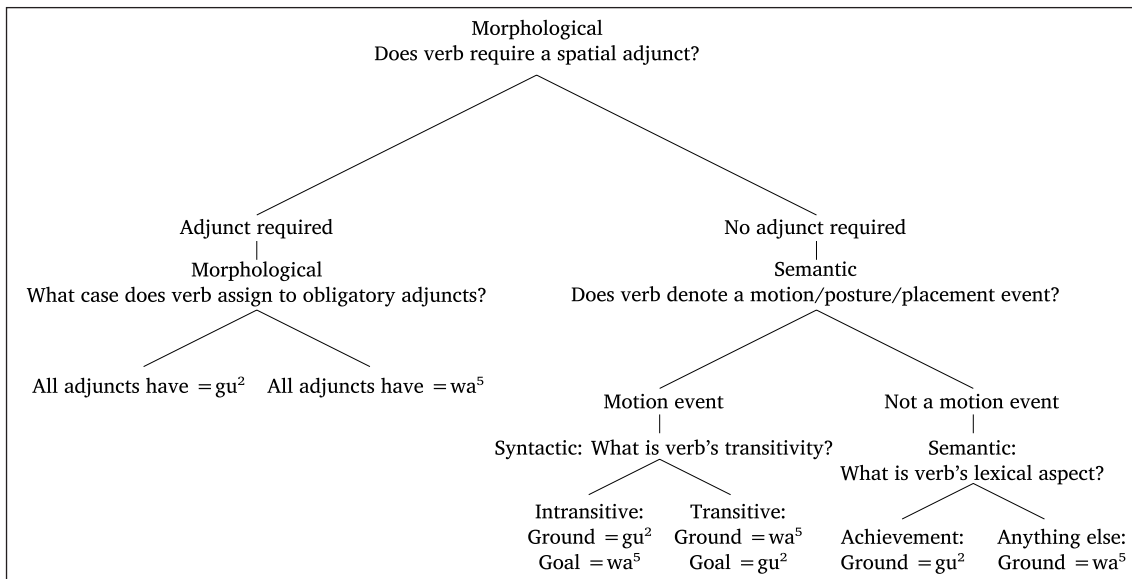 Morphological
Does verb require a spatial adjunct?
Adjunct required
No adjunct required
Morphological
What case does verb assign to obligatory adjuncts?
Semantic
Does verb denote a motion/posture/placement event?
All adjuncts have =gu²
All adjuncts have =wa⁵
Motion event
Not a motion event
Syntactic: What is verb's transitivity?
Semantic:
What is verb's lexical aspect?
Intransitive:
Ground =gu²
Goal =wa⁵
Transitive:
Ground =wa⁵
Goal =gu²
Achievement:
Ground =gu²
Anything else:
Ground =wa⁵